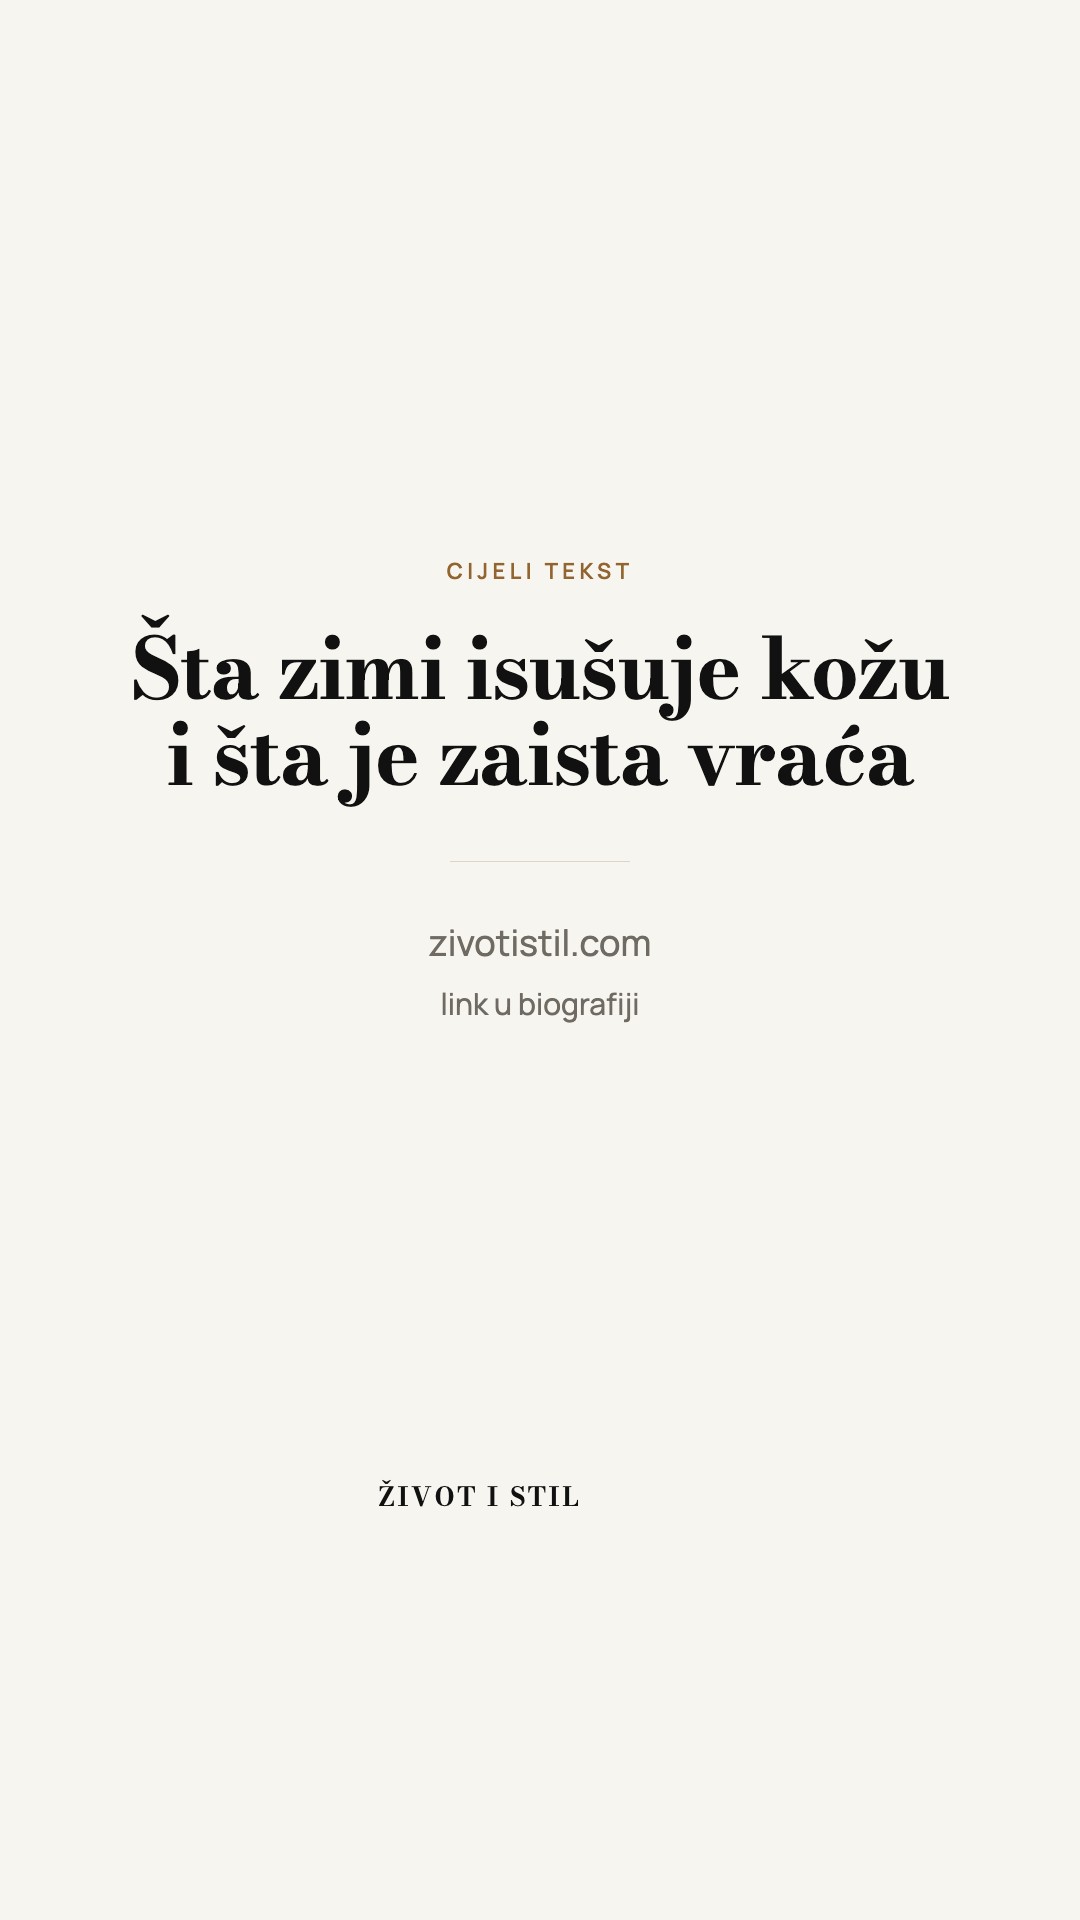 CIJELI TEKST
Šta zimi isušuje kožu
i šta je zaista vraća
zivotistil.com
link u biografiji
ŽIVOT I STIL